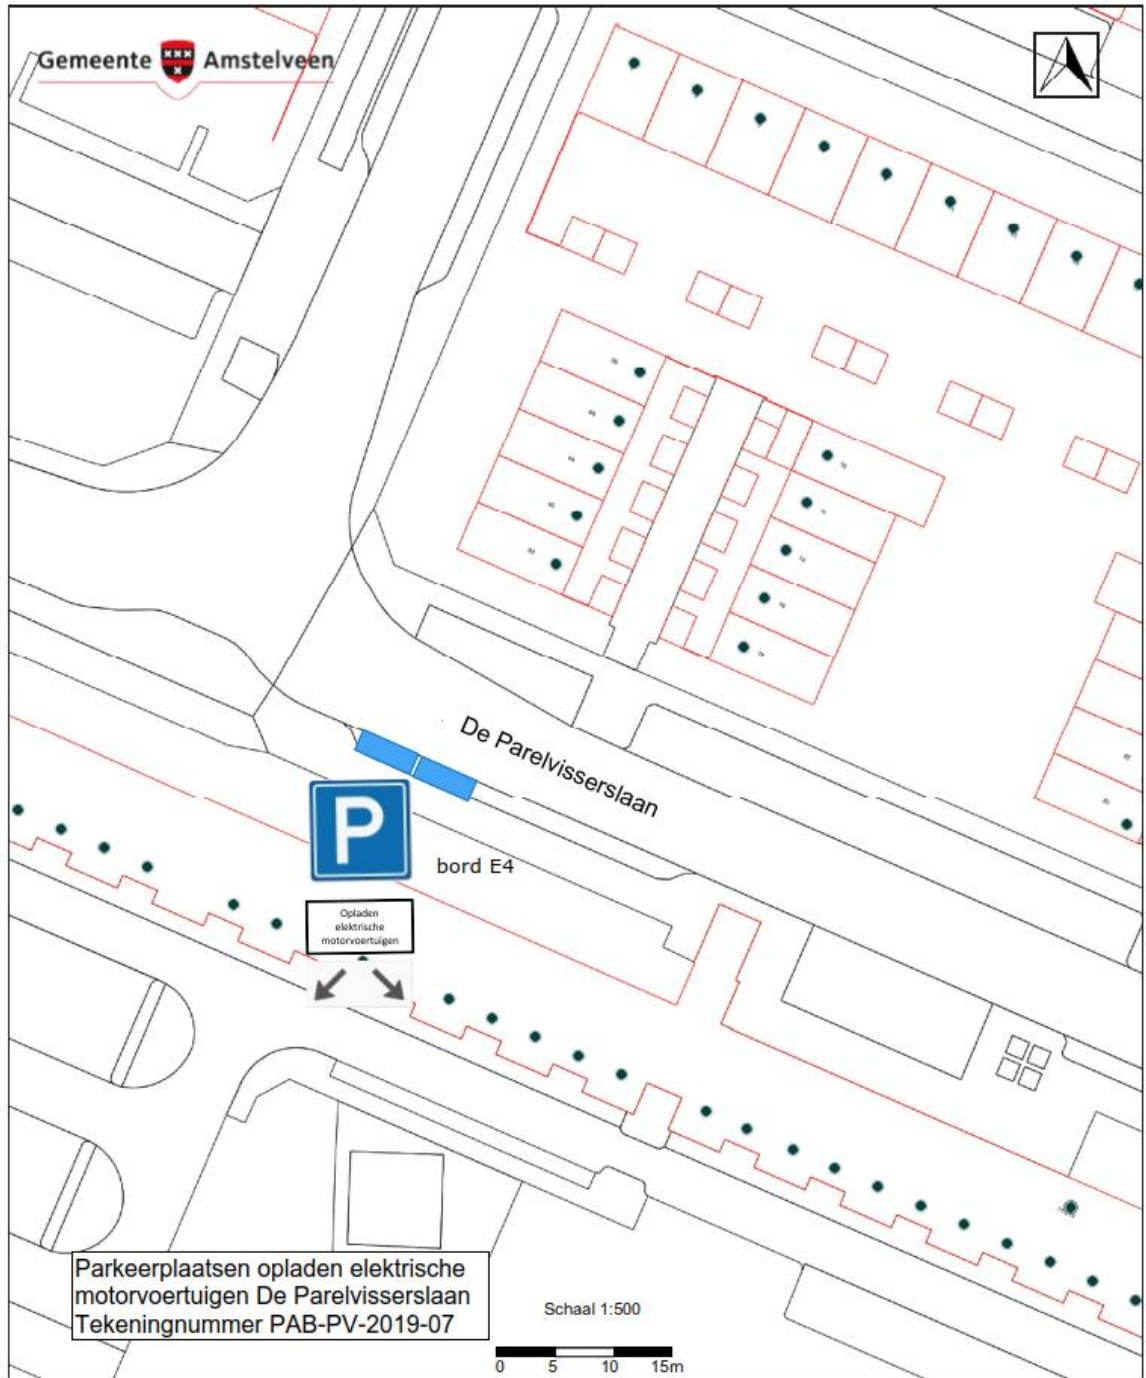 Gemeente Amstelveen
De Parelvisserslaan
P
bord E4
Opladen
elektrische
motorvoertuigen
Parkeerplaatsen opladen elektrische
motorvoertuigen De Parelvisserslaan
Tekeningnummer PAB-PV-2019-07
Schaal 1:500
0 5 10 15m